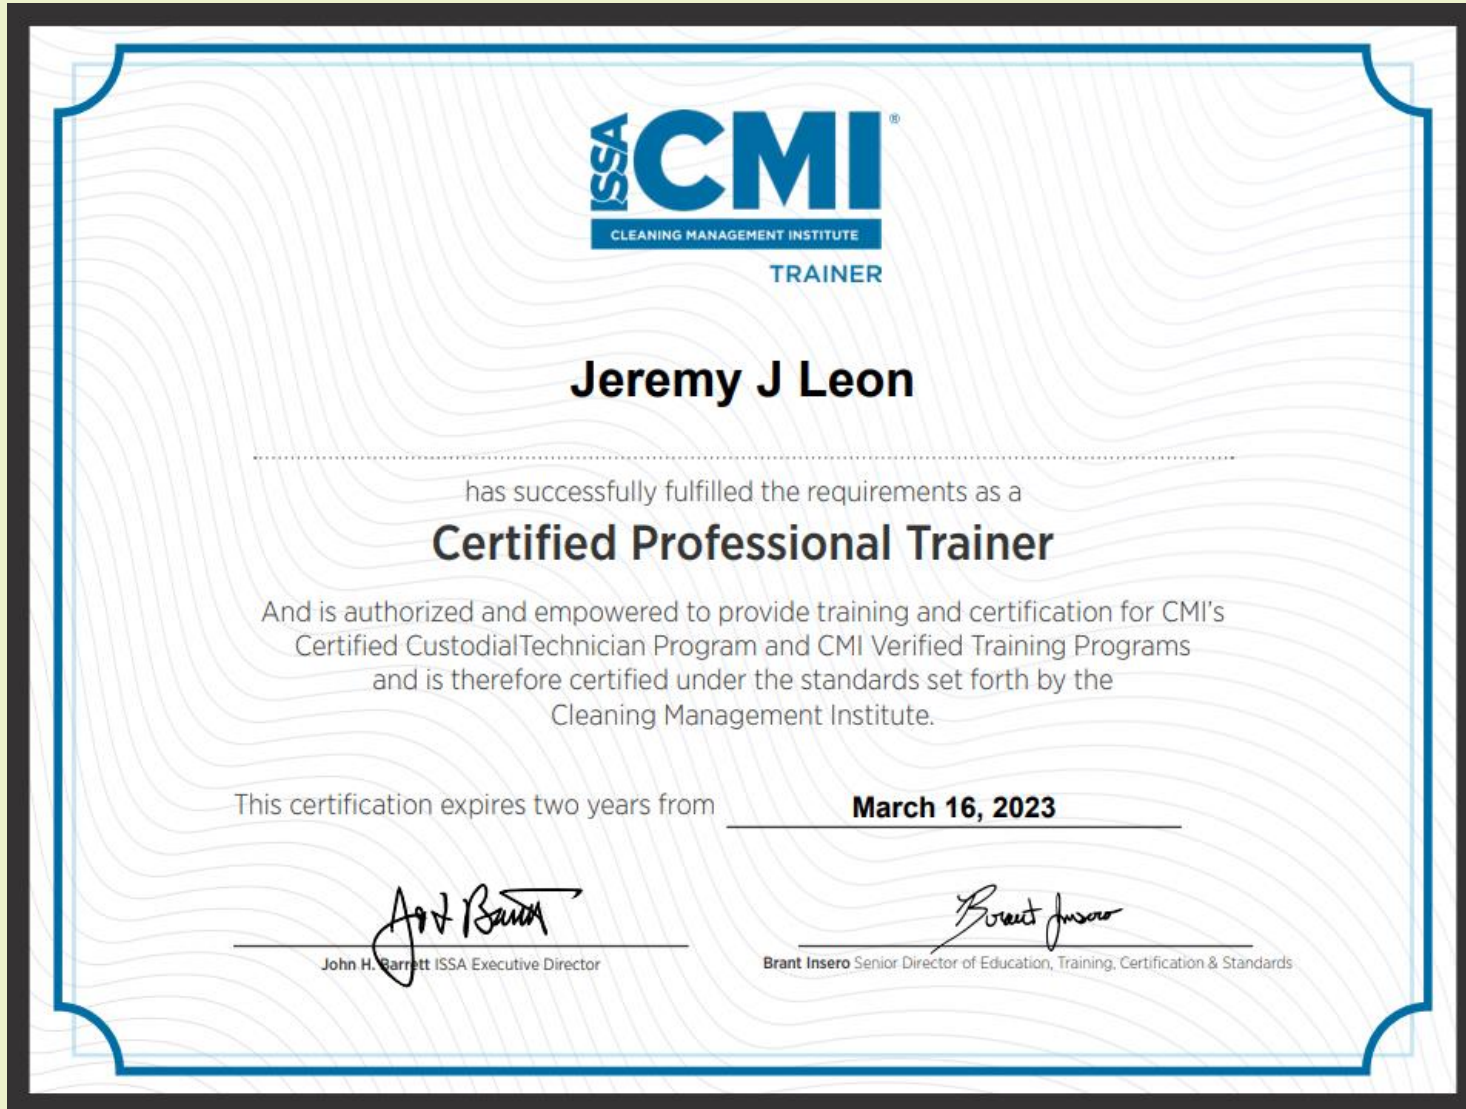 ISSA CMI®
CLEANING MANAGEMENT INSTITUTE
TRAINER
Jeremy J Leon
has successfully fulfilled the requirements as a
Certified Professional Trainer
And is authorized and empowered to provide training and certification for CMI's
Certified CustodialTechnician Program and CMI Verified Training Programs
and is therefore certified under the standards set forth by the
Cleaning Management Institute.
This certification expires two years from March 16, 2023
John H. Barrett ISSA Executive Director
Brant Insero
Brant Insero Senior Director of Education, Training, Certification & Standards